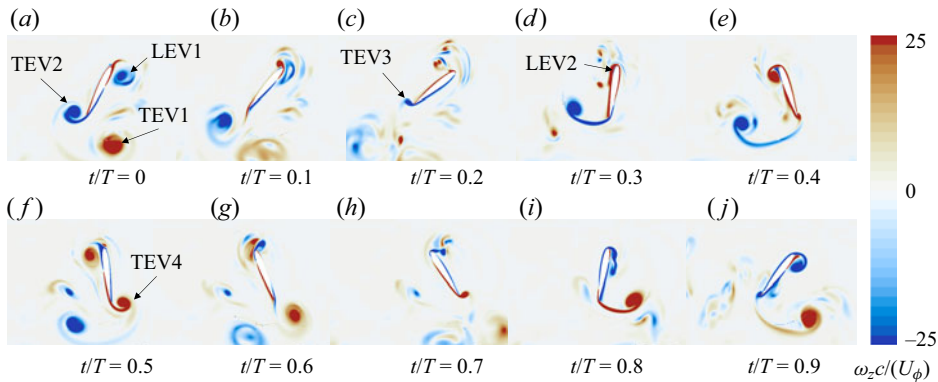 (a) (b) (c) (d) (e)
TEV2 LEV1 TEV1 TEV3 LEV2
25
t/T = 0 t/T = 0.1 t/T = 0.2 t/T = 0.3 t/T = 0.4
0
(f) (g) (h) (i) (j)
TEV4
–25
t/T = 0.5 t/T = 0.6 t/T = 0.7 t/T = 0.8 t/T = 0.9
ω_z c/(U_ϕ)